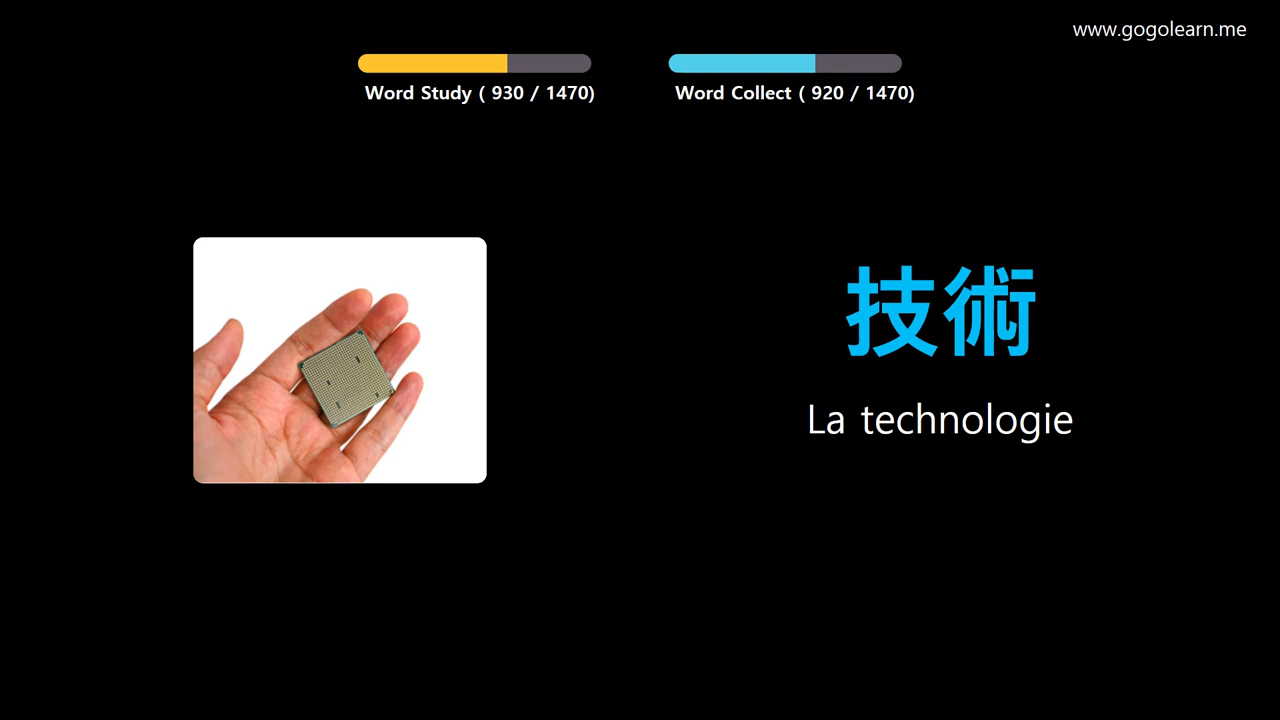 www.gogolearn.me
Word Study ( 930 / 1470)
Word Collect ( 920 / 1470)
技術
La technologie